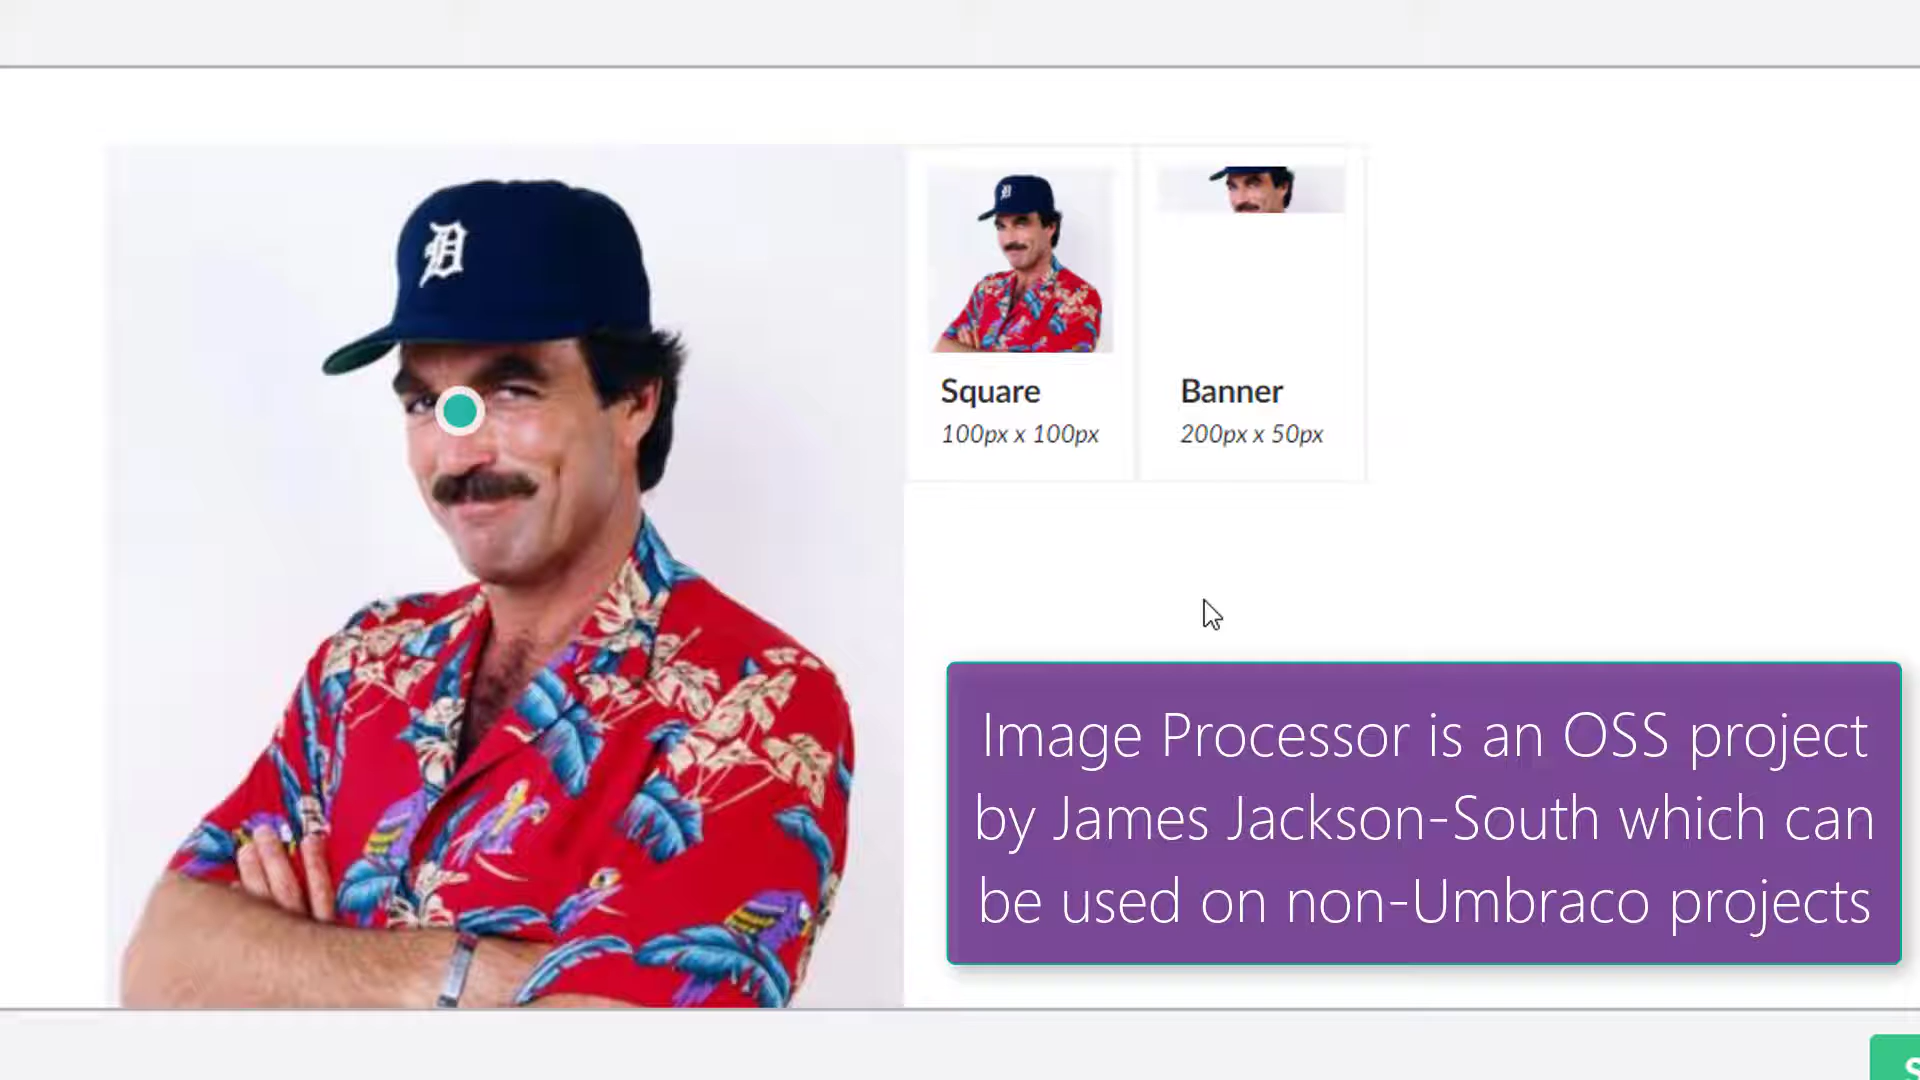 D
Square
100px x 100px
Banner
200px x 50px
Image Processor is an OSS project
by James Jackson-South which can
be used on non-Umbraco projects
S